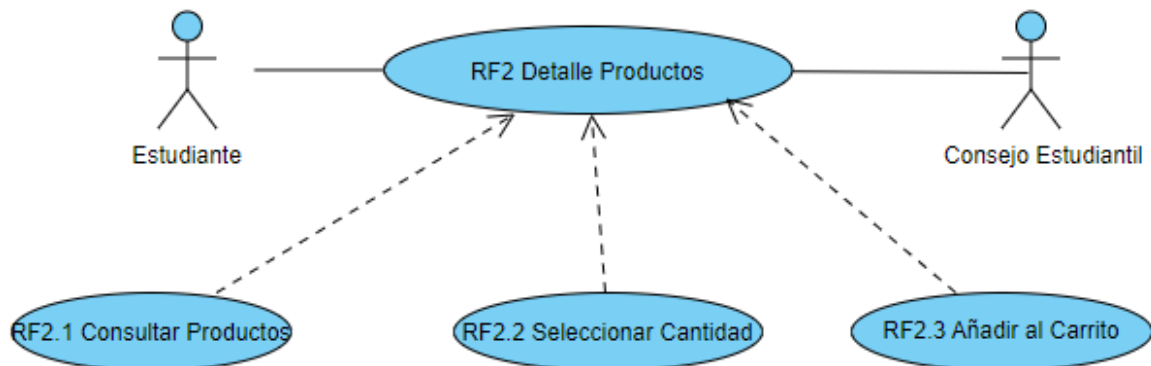 RF2 Detalle Productos
Estudiante
Consejo Estudiantil
RF2.1 Consultar Productos
RF2.2 Seleccionar Cantidad
RF2.3 Añadir al Carrito